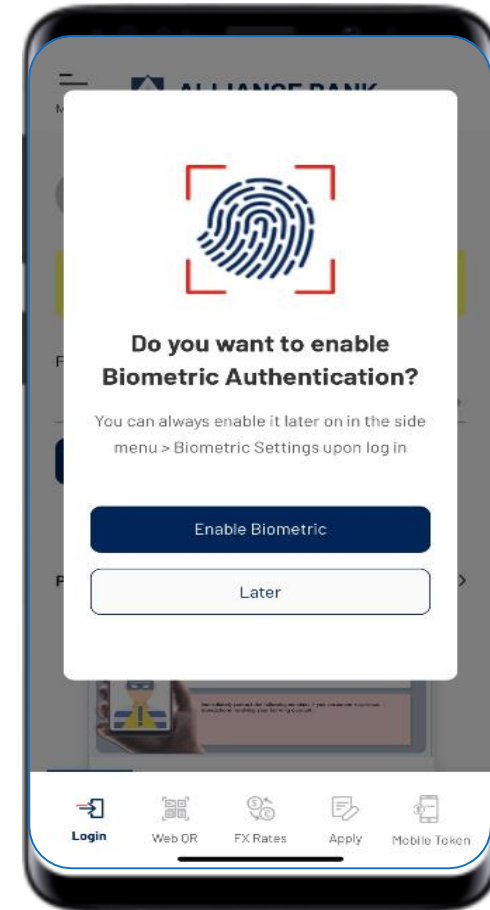 ALLIANCE BANK
Do you want to enable
Biometric Authentication?
You can always enable it later on in the side
menu > Biometric Settings upon log in
Enable Biometric
Later
Login
Web QR
FX Rates
Apply
Mobile Token